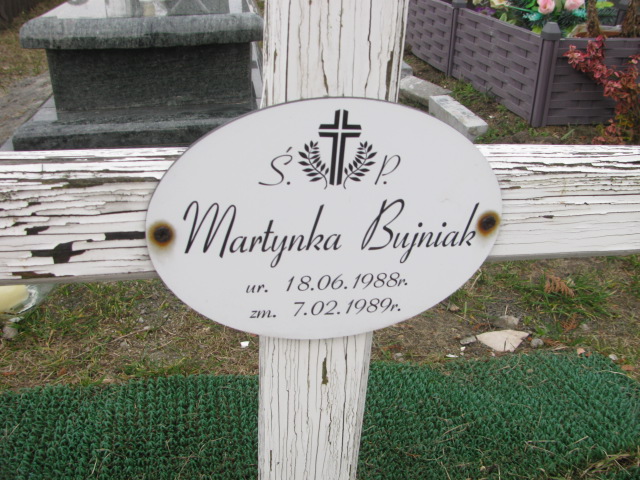 Ś. P.
Martynka Bujniak
ur. 18.06.1988r.
zm. 7.02.1989r.